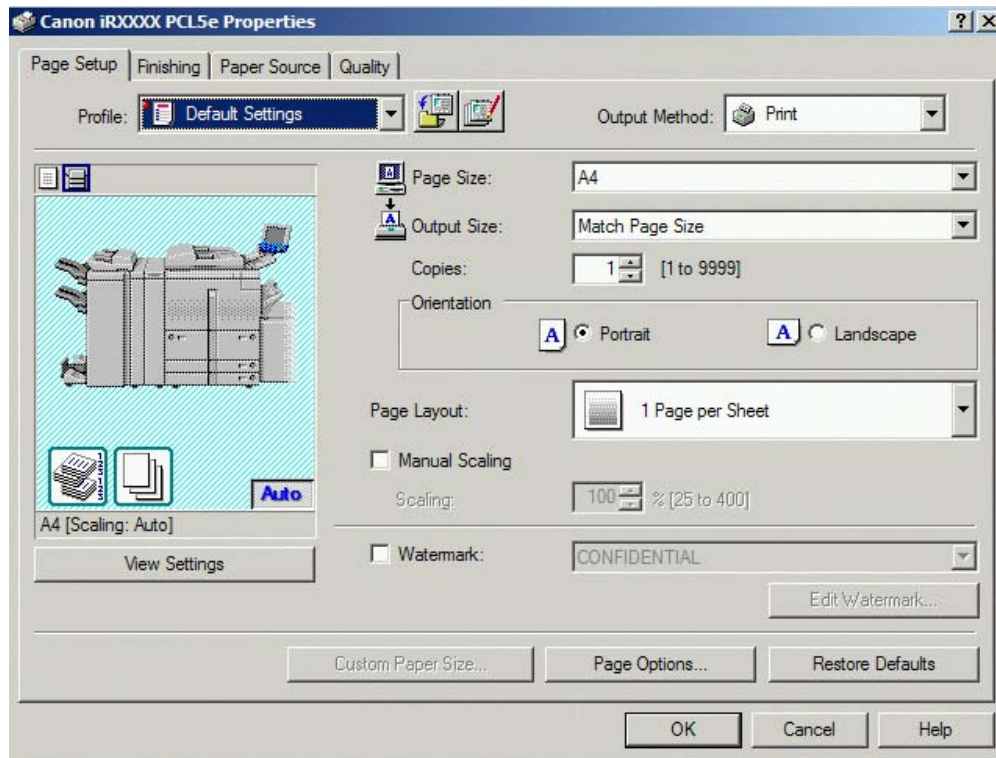 Canon iRXXXX PCL5e Properties
Page Setup Finishing Paper Source Quality
Profile: Default Settings Output Method: Print
Page Size: A4
Output Size: Match Page Size
Copies: 1 [1 to 9999]
Orientation
A Portrait A Landscape
Page Layout: 1 Page per Sheet
Manual Scaling
Scaling: 100 % [25 to 400]
Auto
A4 [Scaling: Auto]
View Settings
Watermark: CONFIDENTIAL
Edit Watermark...
Custom Paper Size... Page Options... Restore Defaults
OK Cancel Help